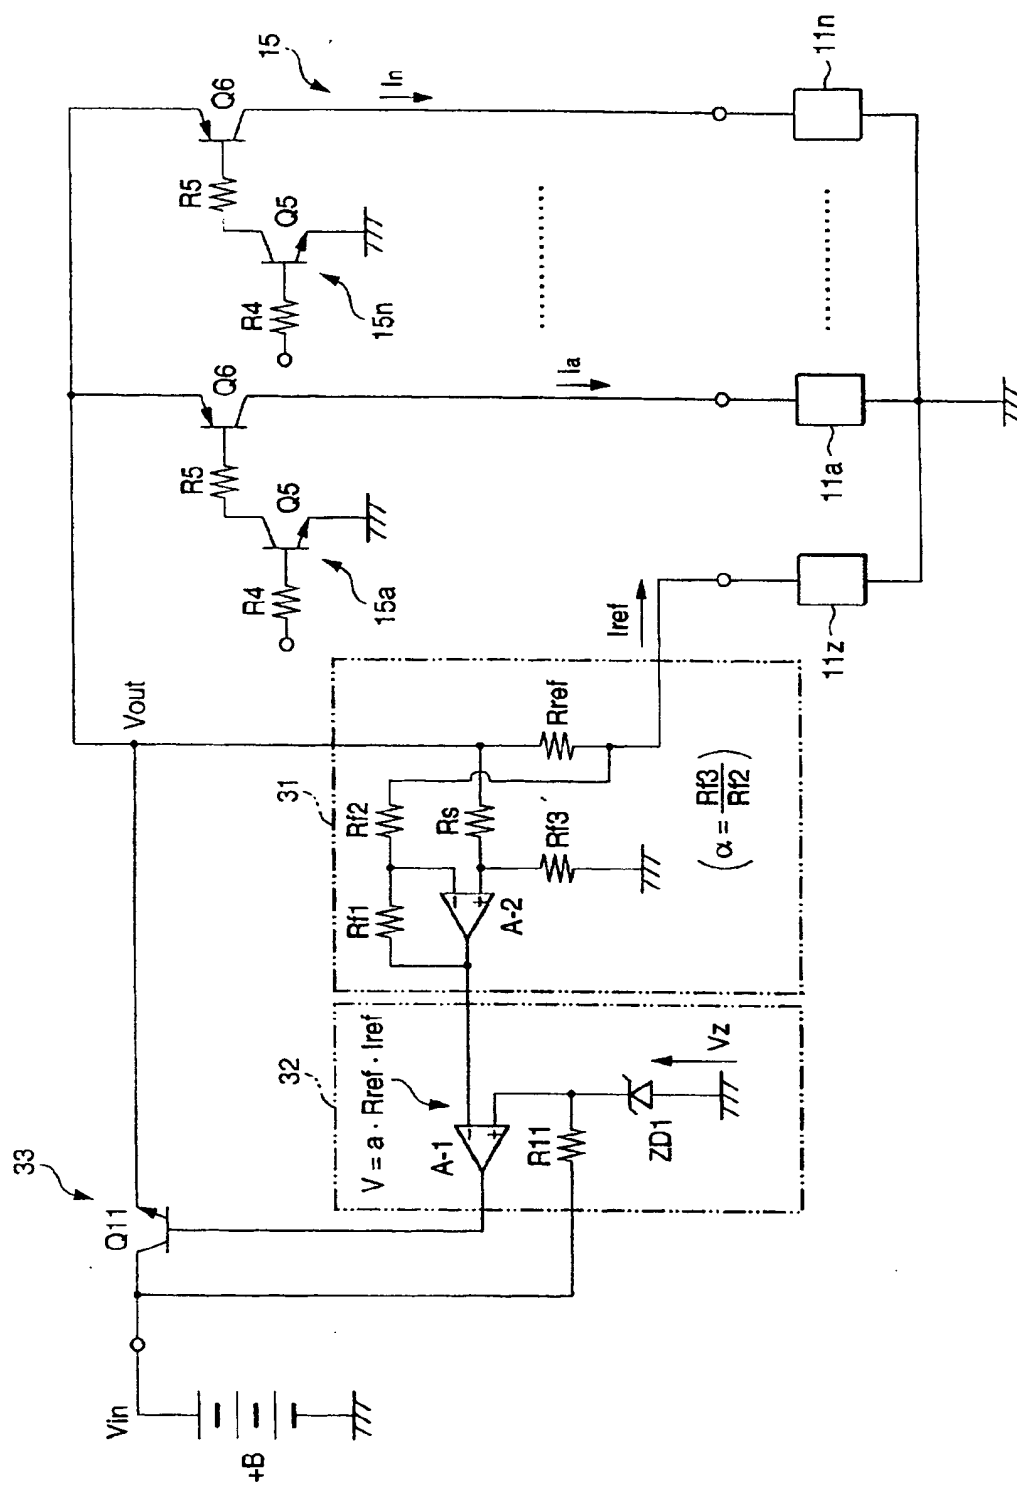 33
Q11
Vin
+B
Vout
32
V = a · Rref · Iref
A-1
R11
ZD1
Vz
31
Rf1
Rf2
A-2
Rs
Rf3
Rref
(α = Rf3
Rf2)
Iref
11z
R4
Q5
R5
Q6
15a
Ia
11a
R4
Q5
R5
Q6
15n
15
In
11n